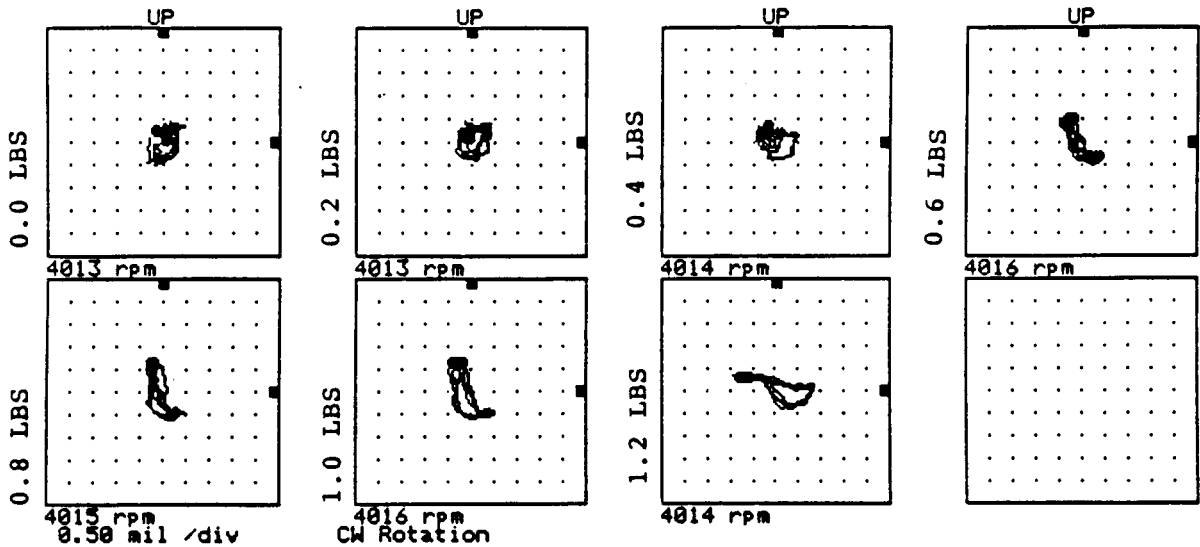 UP UP UP UP
0.0 LBS
0.2 LBS
0.4 LBS
0.6 LBS
4013 rpm 4013 rpm 4014 rpm 4016 rpm
0.8 LBS
1.0 LBS
1.2 LBS
4015 rpm 4016 rpm 4014 rpm
0.50 mil /div CW Rotation